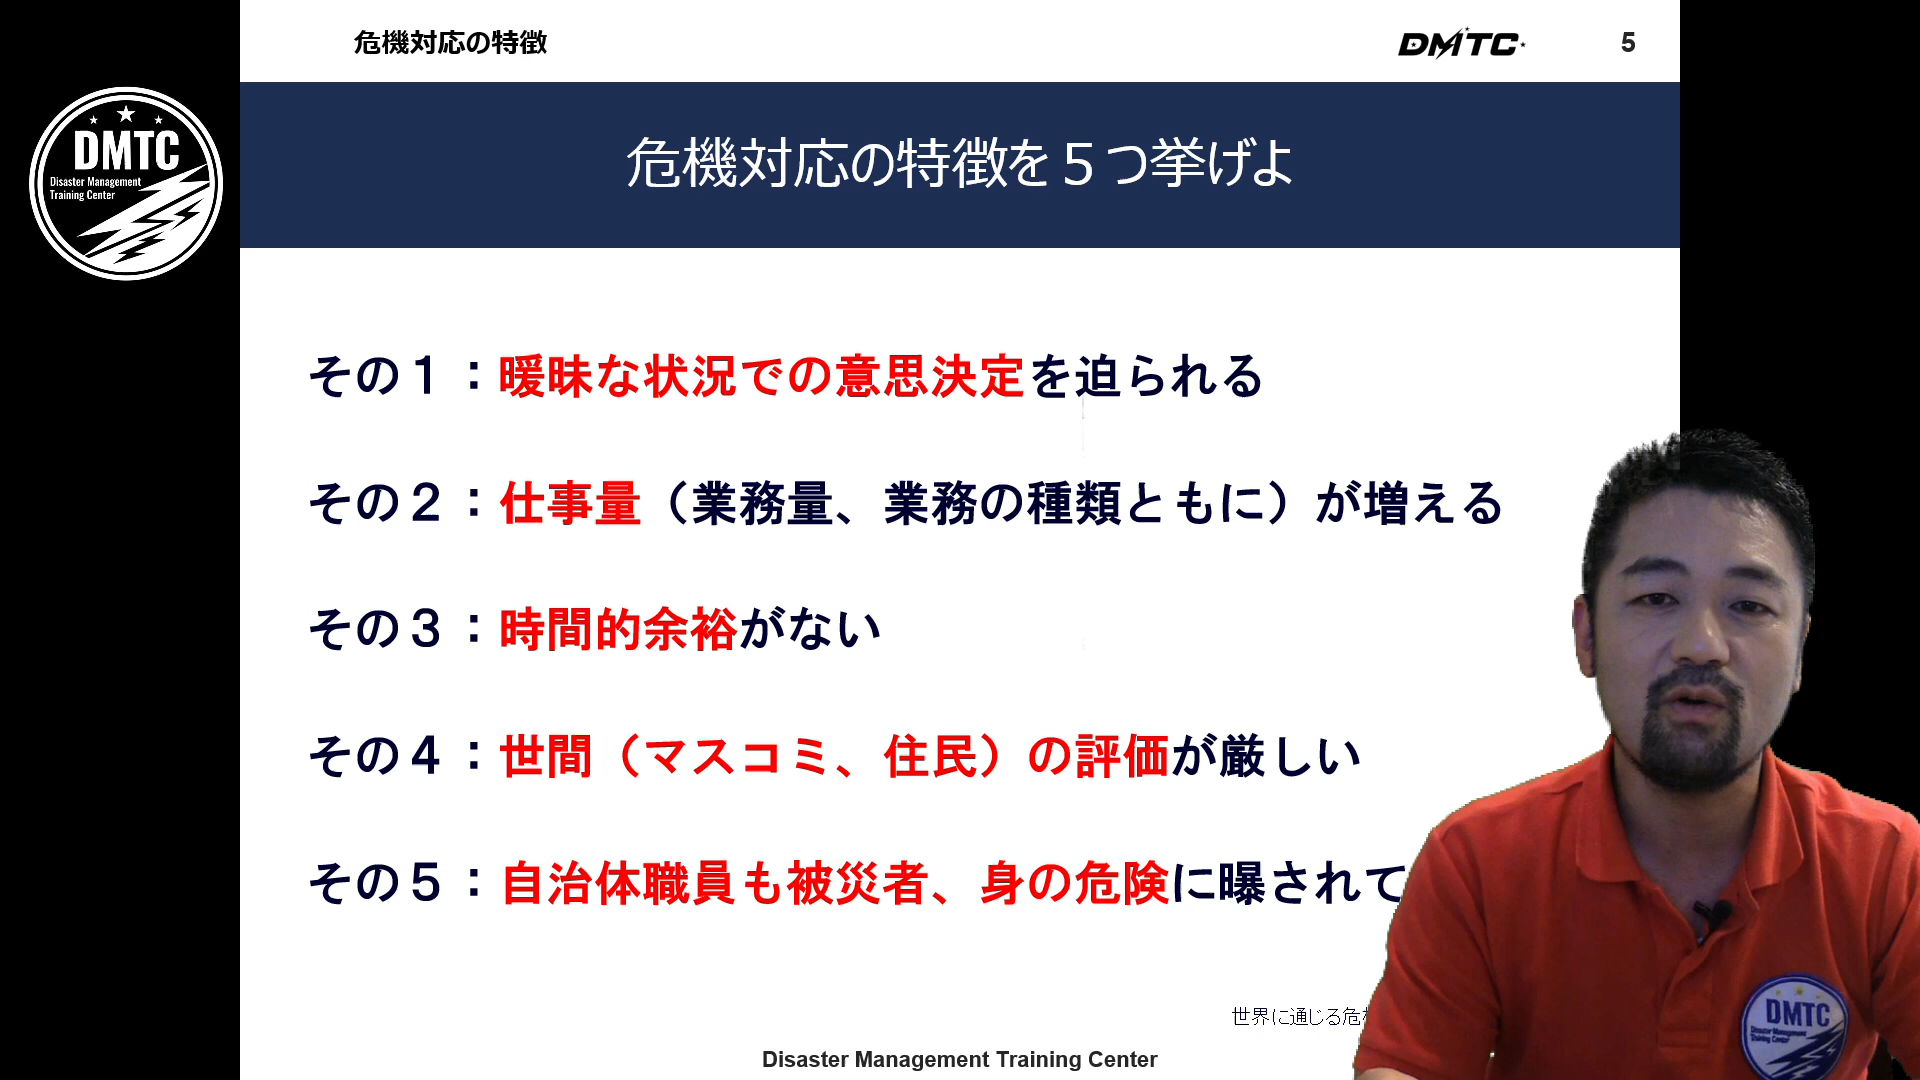 危機対応の特徴
DMTC
5
DMTC
Disaster Management
Training Center
危機対応の特徴を５つ挙げよ
その１：曖昧な状況での意思決定を迫られる
その２：仕事量（業務量、業務の種類ともに）が増える
その３：時間的余裕がない
その４：世間（マスコミ、住民）の評価が厳しい
その５：自治体職員も被災者、身の危険に曝されて
世界に通じる危
Disaster Management Training Center
DMTC
Disaster Management
Training Center